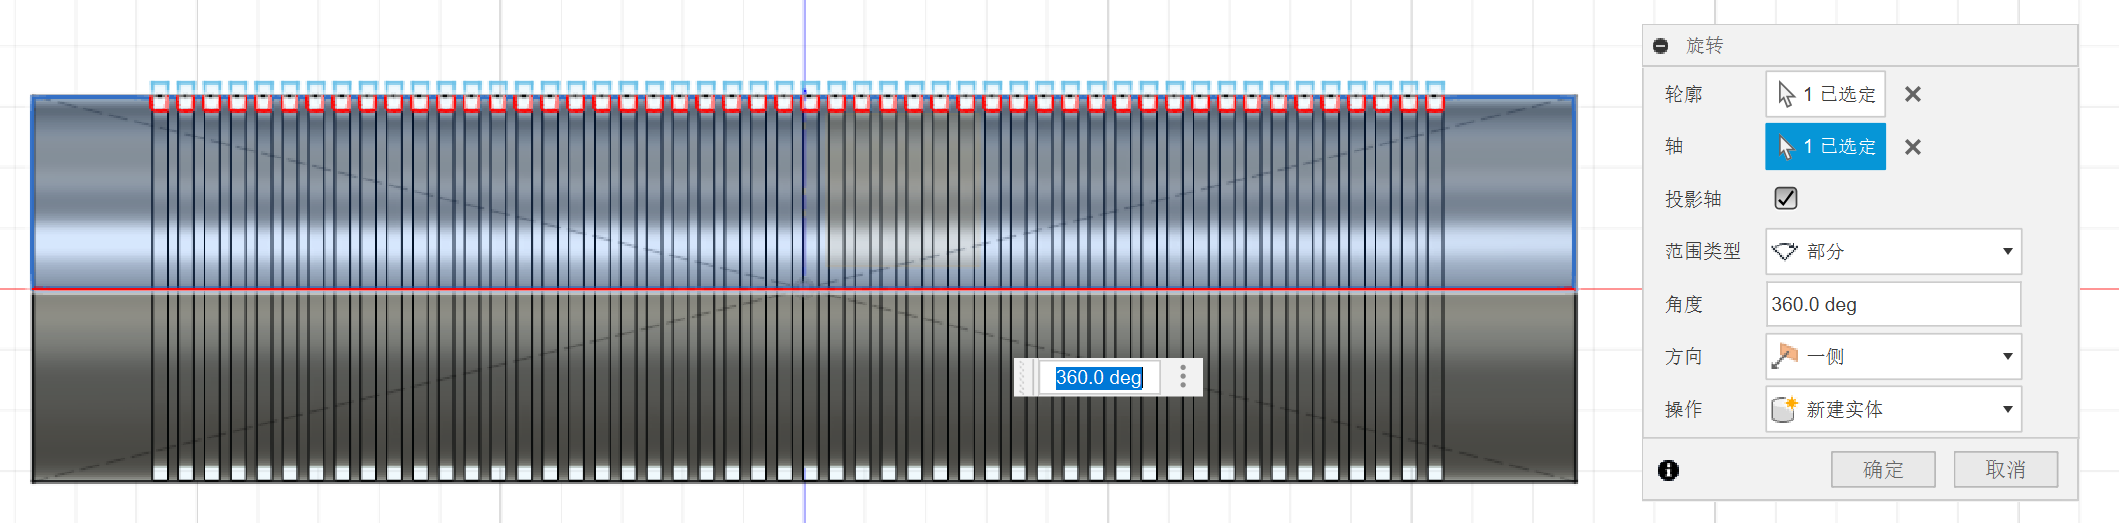 旋转
轮廓 1 已选定
轴 1 已选定
投影轴
范围类型 部分
角度 360.0 deg
360.0 deg
方向 一侧
操作 新建实体
确定 取消